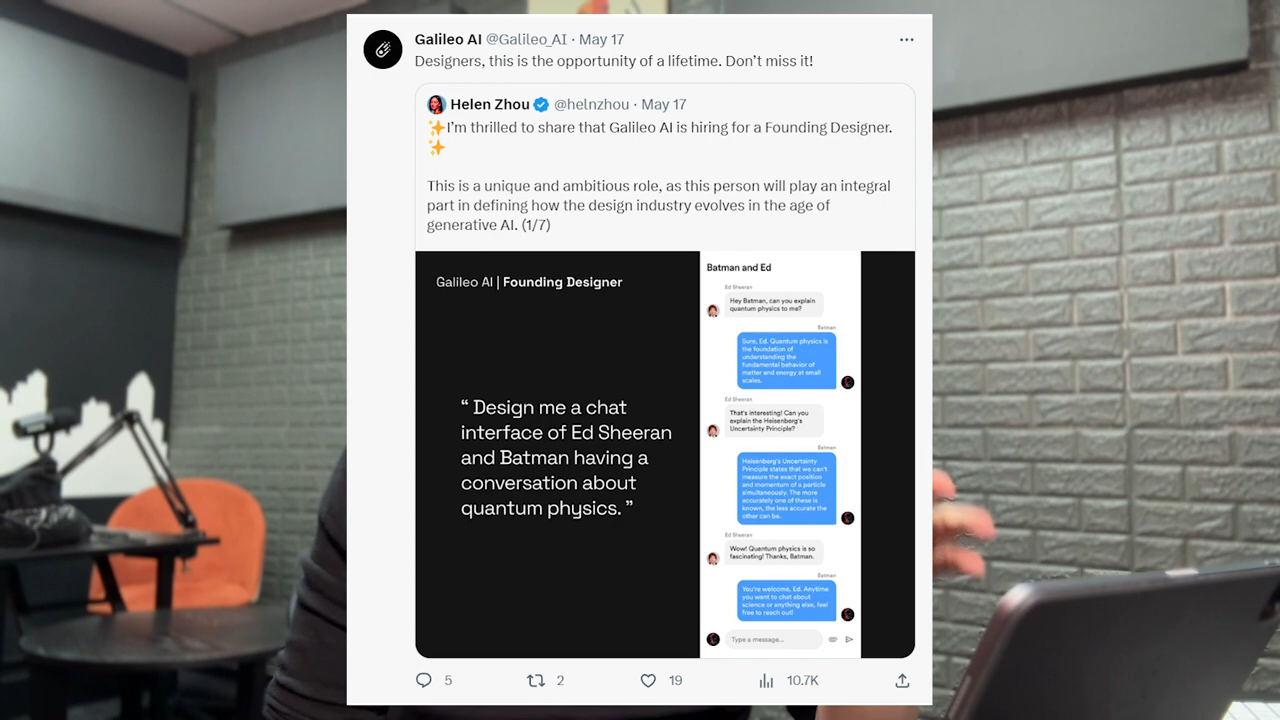 Galileo AI @Galileo_AI · May 17
Designers, this is the opportunity of a lifetime. Don’t miss it!
Helen Zhou @helnzhou · May 17
✨I’m thrilled to share that Galileo AI is hiring for a Founding Designer.
✨
This is a unique and ambitious role, as this person will play an integral
part in defining how the design industry evolves in the age of
generative AI. (1/7)
Galileo AI | Founding Designer
“ Design me a chat
interface of Ed Sheeran
and Batman having a
conversation about
quantum physics. ”
Batman and Ed
Ed Sheeran
Hey Batman, can you explain
quantum physics to me?
Batman
Sure, Ed. Quantum physics is
the foundation of
understanding the
fundamental behavior of
matter and energy at small
scales.
Ed Sheeran
That's interesting! Can you
explain the Heisenberg's
Uncertainty Principle?
Batman
Heisenberg's Uncertainty
Principle states that we can't
measure the exact position
and momentum of a particle
simultaneously. The more
accurately one of these is
known, the less accurate the
other can be.
Ed Sheeran
Wow! Quantum physics is so
fascinating! Thanks, Batman.
Batman
You're welcome, Ed. Anytime
you want to chat about
science or anything else, feel
free to reach out!
Type a message...
5 2 19 10.7K